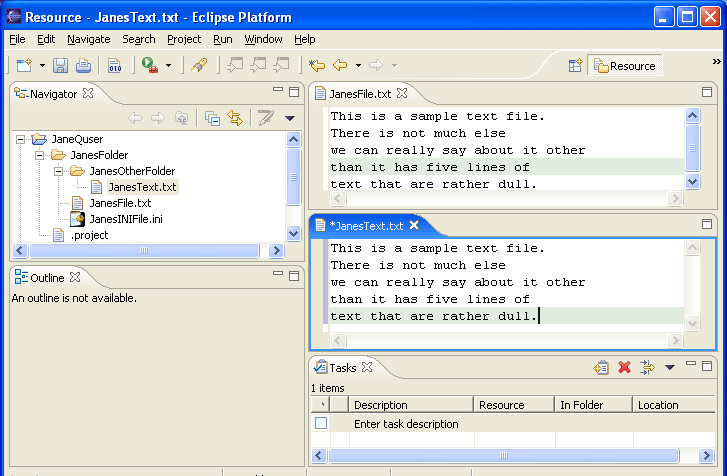 Resource - JanesText.txt - Eclipse Platform
File Edit Navigate Search Project Run Window Help
010
Resource
Navigator
JaneQuser
JanesFolder
JanesOtherFolder
JanesText.txt
JanesFile.txt
JanesINIFile.ini
.project
Outline
An outline is not available.
JanesFile.txt
This is a sample text file.
There is not much else
we can really say about it other
than it has five lines of
text that are rather dull.
*JanesText.txt
This is a sample text file.
There is not much else
we can really say about it other
than it has five lines of
text that are rather dull.
Tasks
1 items
Description Resource In Folder Location
Enter task description